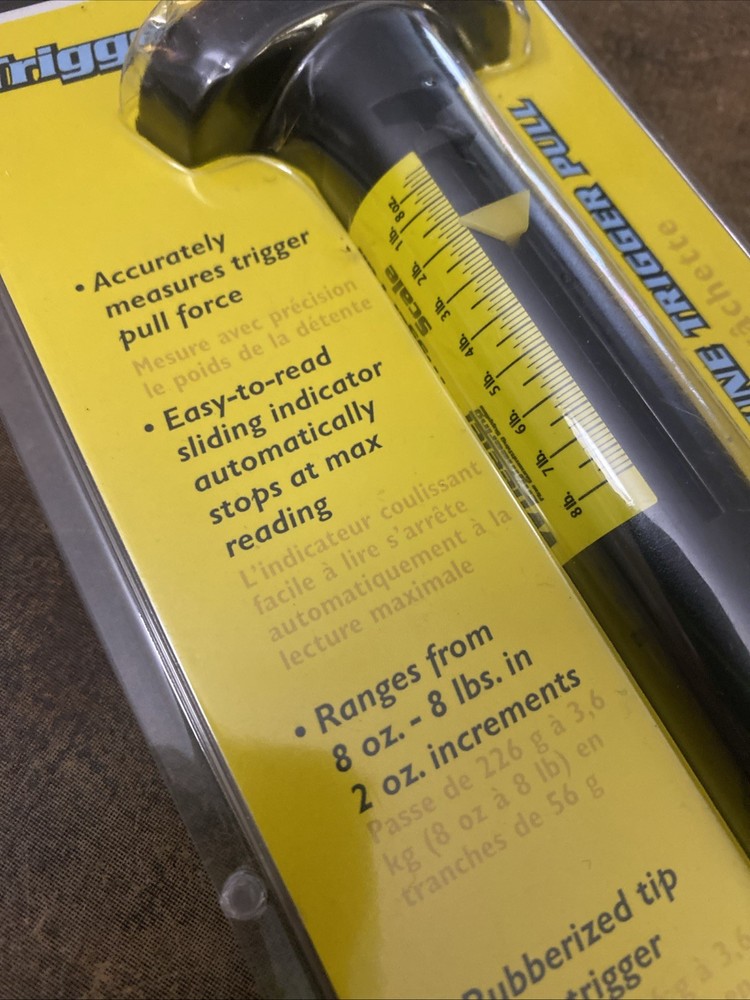 • Accurately
measures trigger
pull force
Mesure avec précision
le poids de la détente
• Easy-to-read
sliding indicator
automatically
stops at max
reading
L'indicateur coulissant
facile à lire s'arrête
automatiquement à la
lecture maximale
• Ranges from
8 oz. - 8 lbs. in
2 oz. increments
Passe de 226 g à 3,6
kg (8 oz à 8 lb) en
tranches de 56 g
Rubberized tip
trigger
8 oz.
1 lb.
2 lb.
3 lb.
4 lb.
5 lb.
6 lb.
7 lb.
8 lb.
Scale
TRIGGER PULL